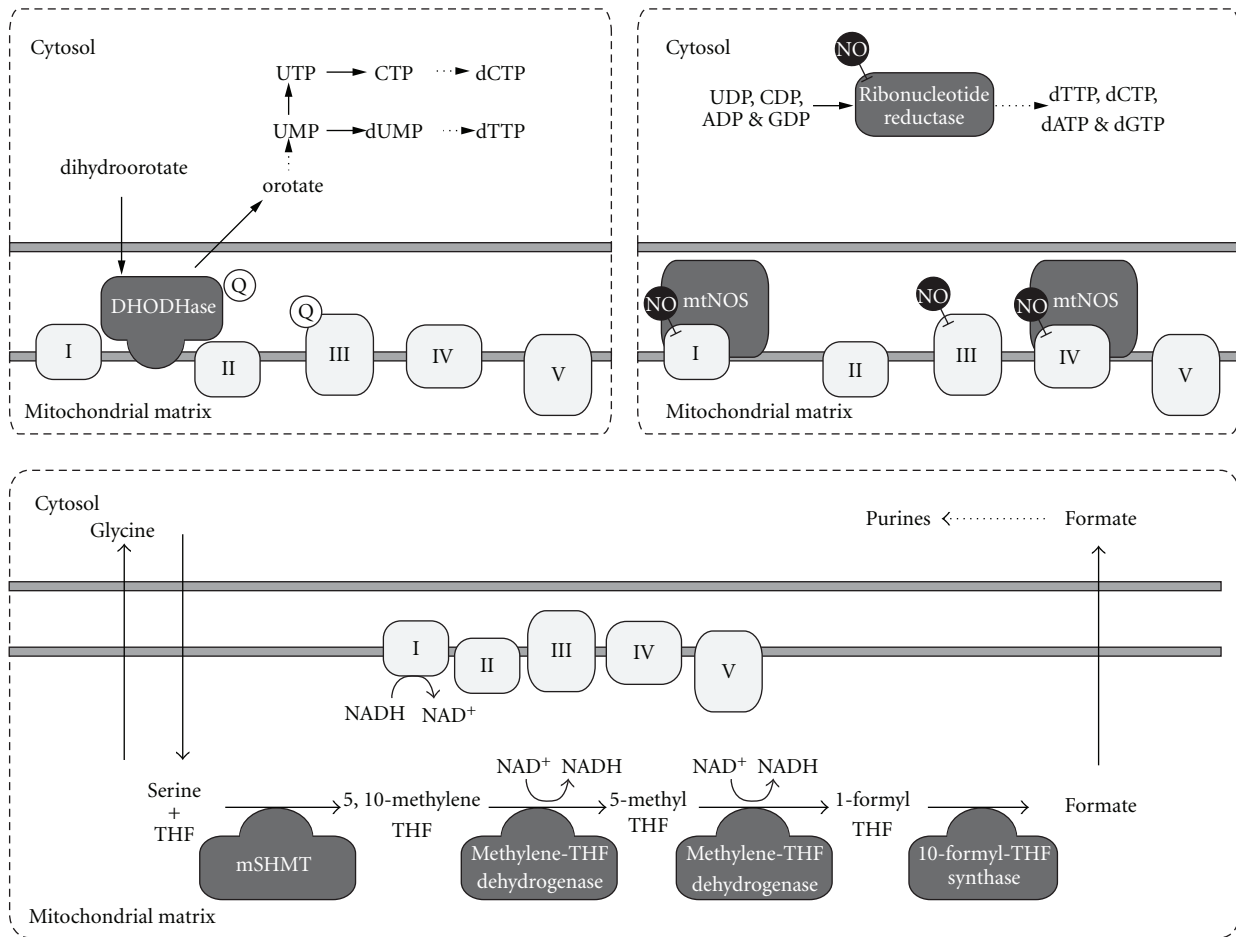 Cytosol
UTP CTP dCTP
UMP dUMP dTTP
dihydroorotate
orotate
DHODHase Q
Q
I II III IV V
Mitochondrial matrix
Cytosol
NO
UDP, CDP,
ADP & GDP
Ribonucleotide
reductase
dTTP, dCTP,
dATP & dGTP
NO mtNOS NO NO mtNOS
I II III IV V
Mitochondrial matrix
Cytosol
Glycine
Purines Formate
I II III IV V
NADH NAD+
NAD+ NADH NAD+ NADH
Serine
+
THF
5, 10-methylene
THF
5-methyl
THF
1-formyl
THF
Formate
mSHMT
Methylene-THF
dehydrogenase
Methylene-THF
dehydrogenase
10-formyl-THF
synthase
Mitochondrial matrix